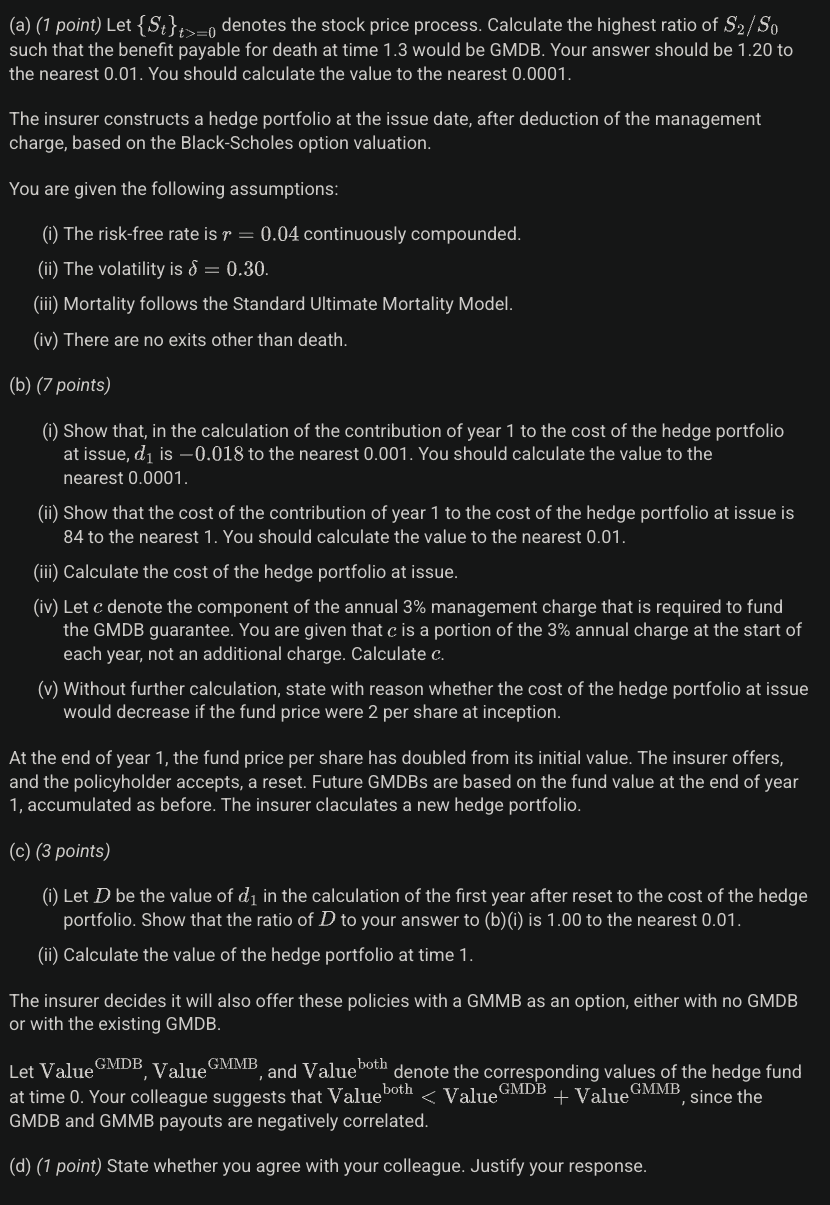 (a) (1 point) Let {S_t}_{t>=0} denotes the stock price process. Calculate the highest ratio of S_2/S_0
such that the benefit payable for death at time 1.3 would be GMDB. Your answer should be 1.20 to
the nearest 0.01. You should calculate the value to the nearest 0.0001.
The insurer constructs a hedge portfolio at the issue date, after deduction of the management
charge, based on the Black-Scholes option valuation.
You are given the following assumptions:
(i) The risk-free rate is r = 0.04 continuously compounded.
(ii) The volatility is δ = 0.30.
(iii) Mortality follows the Standard Ultimate Mortality Model.
(iv) There are no exits other than death.
(b) (7 points)
(i) Show that, in the calculation of the contribution of year 1 to the cost of the hedge portfolio
at issue, d_1 is −0.018 to the nearest 0.001. You should calculate the value to the
nearest 0.0001.
(ii) Show that the cost of the contribution of year 1 to the cost of the hedge portfolio at issue is
84 to the nearest 1. You should calculate the value to the nearest 0.01.
(iii) Calculate the cost of the hedge portfolio at issue.
(iv) Let c denote the component of the annual 3% management charge that is required to fund
the GMDB guarantee. You are given that c is a portion of the 3% annual charge at the start of
each year, not an additional charge. Calculate c.
(v) Without further calculation, state with reason whether the cost of the hedge portfolio at issue
would decrease if the fund price were 2 per share at inception.
At the end of year 1, the fund price per share has doubled from its initial value. The insurer offers,
and the policyholder accepts, a reset. Future GMDBs are based on the fund value at the end of year
1, accumulated as before. The insurer claculates a new hedge portfolio.
(c) (3 points)
(i) Let D be the value of d_1 in the calculation of the first year after reset to the cost of the hedge
portfolio. Show that the ratio of D to your answer to (b)(i) is 1.00 to the nearest 0.01.
(ii) Calculate the value of the hedge portfolio at time 1.
The insurer decides it will also offer these policies with a GMMB as an option, either with no GMDB
or with the existing GMDB.
Let Value^GMDB, Value^GMMB, and Value^both denote the corresponding values of the hedge fund
at time 0. Your colleague suggests that Value^both < Value^GMDB + Value^GMMB, since the
GMDB and GMMB payouts are negatively correlated.
(d) (1 point) State whether you agree with your colleague. Justify your response.